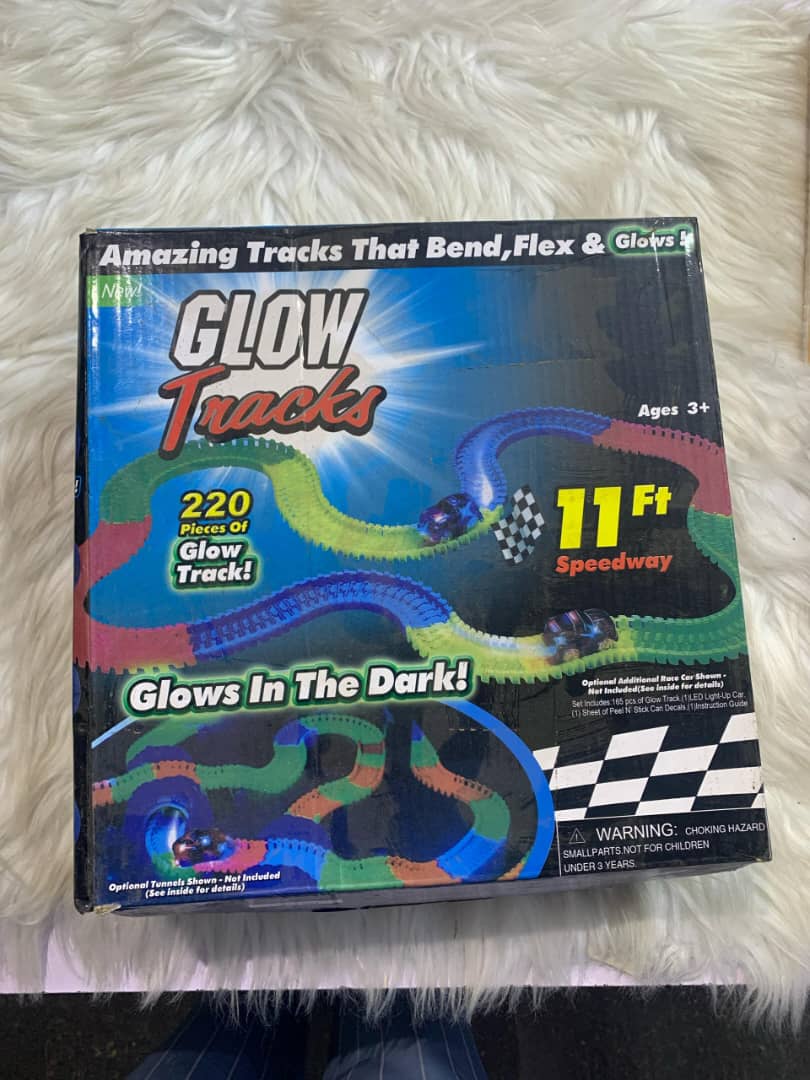 Amazing Tracks That Bend,Flex & Glows !
New!
GLOW
Tracks
Ages 3+
220
Pieces Of
Glow
Track!
11 Ft
Speedway
Glows In The Dark!
Optional Additional Race Car Shown -
Not Included(See inside for details)
Set Includes:165 pcs of Glow Track,(1)LED Light-Up Car,
(1) Sheet of Peel N' Stick Can Decals,(1)Instruction Guide
WARNING: CHOKING HAZARD
SMALLPARTS.NOT FOR CHILDREN
UNDER 3 YEARS.
Optional Tunnels Shown - Not Included
(See inside for details)